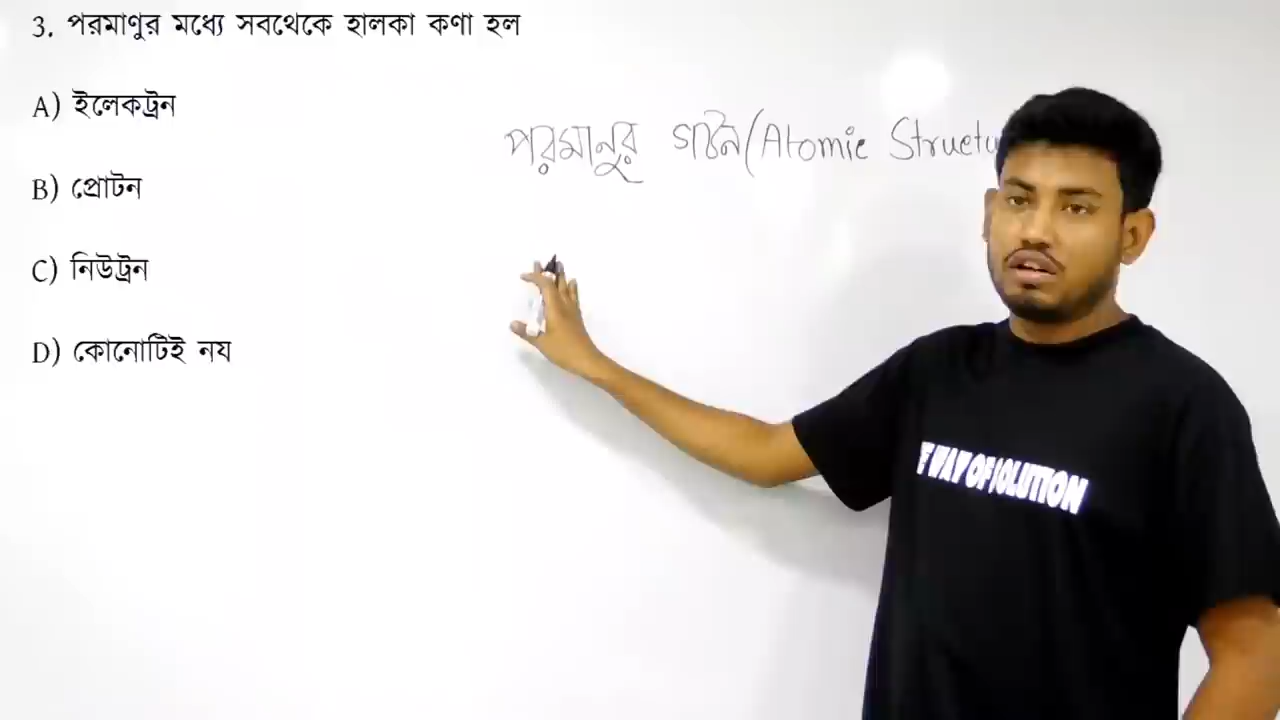 3. পরমাণুর মধ্যে সবথেকে হালকা কণা হল
A) ইলেকট্রন
B) প্রোটন
C) নিউট্রন
D) কোনোটিই নয
পরমানুর গঠন (Atomic Structu
WAY OF SOLUTION